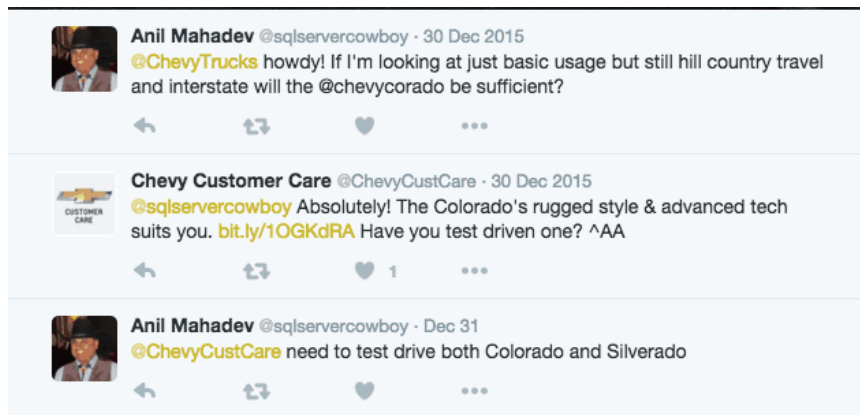 Anil Mahadev @sqlservercowboy · 30 Dec 2015
@ChevyTrucks howdy! If I'm looking at just basic usage but still hill country travel
and interstate will the @chevycorado be sufficient?
Chevy Customer Care @ChevyCustCare · 30 Dec 2015
CUSTOMER
CARE
@sqlservercowboy Absolutely! The Colorado's rugged style & advanced tech
suits you. bit.ly/1OGKdRA Have you test driven one? ^AA
1
Anil Mahadev @sqlservercowboy · Dec 31
@ChevyCustCare need to test drive both Colorado and Silverado